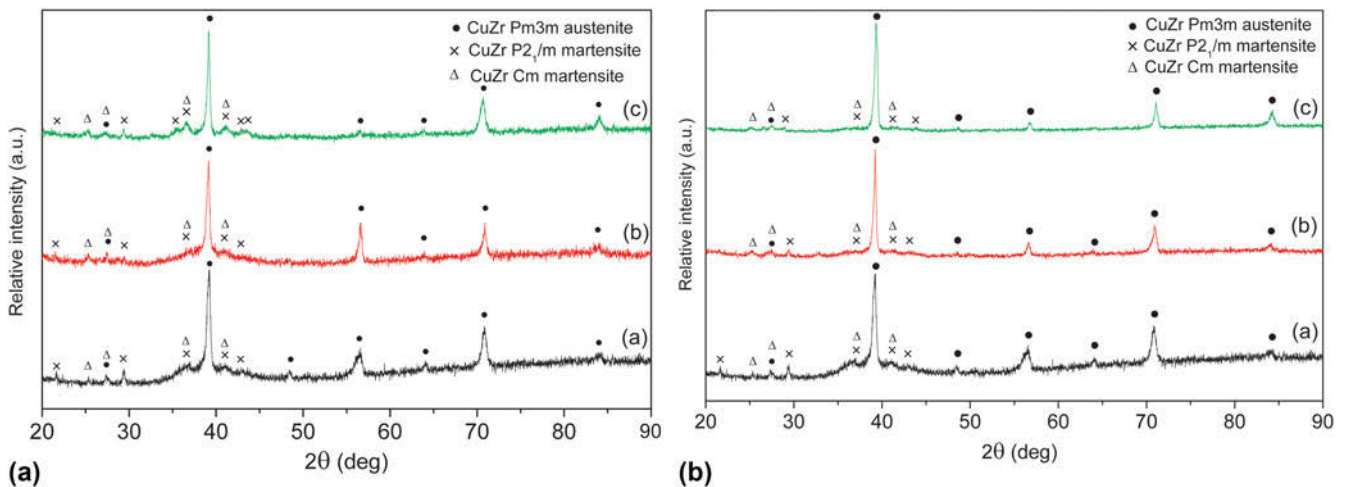 ● CuZr Pm3m austenite
× CuZr P2₁/m martensite
Δ CuZr Cm martensite
(c)
(b)
(a)
Relative intensity (a.u.)
20 30 40 50 60 70 80 90
2θ (deg)
(a)
● CuZr Pm3m austenite
× CuZr P2₁/m martensite
Δ CuZr Cm martensite
(c)
(b)
(a)
Relative intensity (a.u.)
20 30 40 50 60 70 80 90
2θ (deg)
(b)